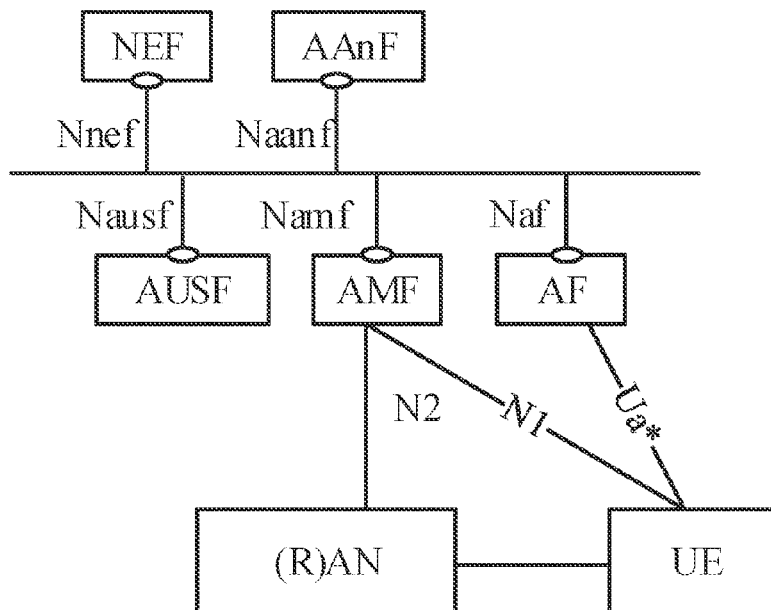 NEF AAnF
Nnef Naanf
Nausf Namf Naf
AUSF AMF AF
N2 N1 Ua*
(R)AN UE